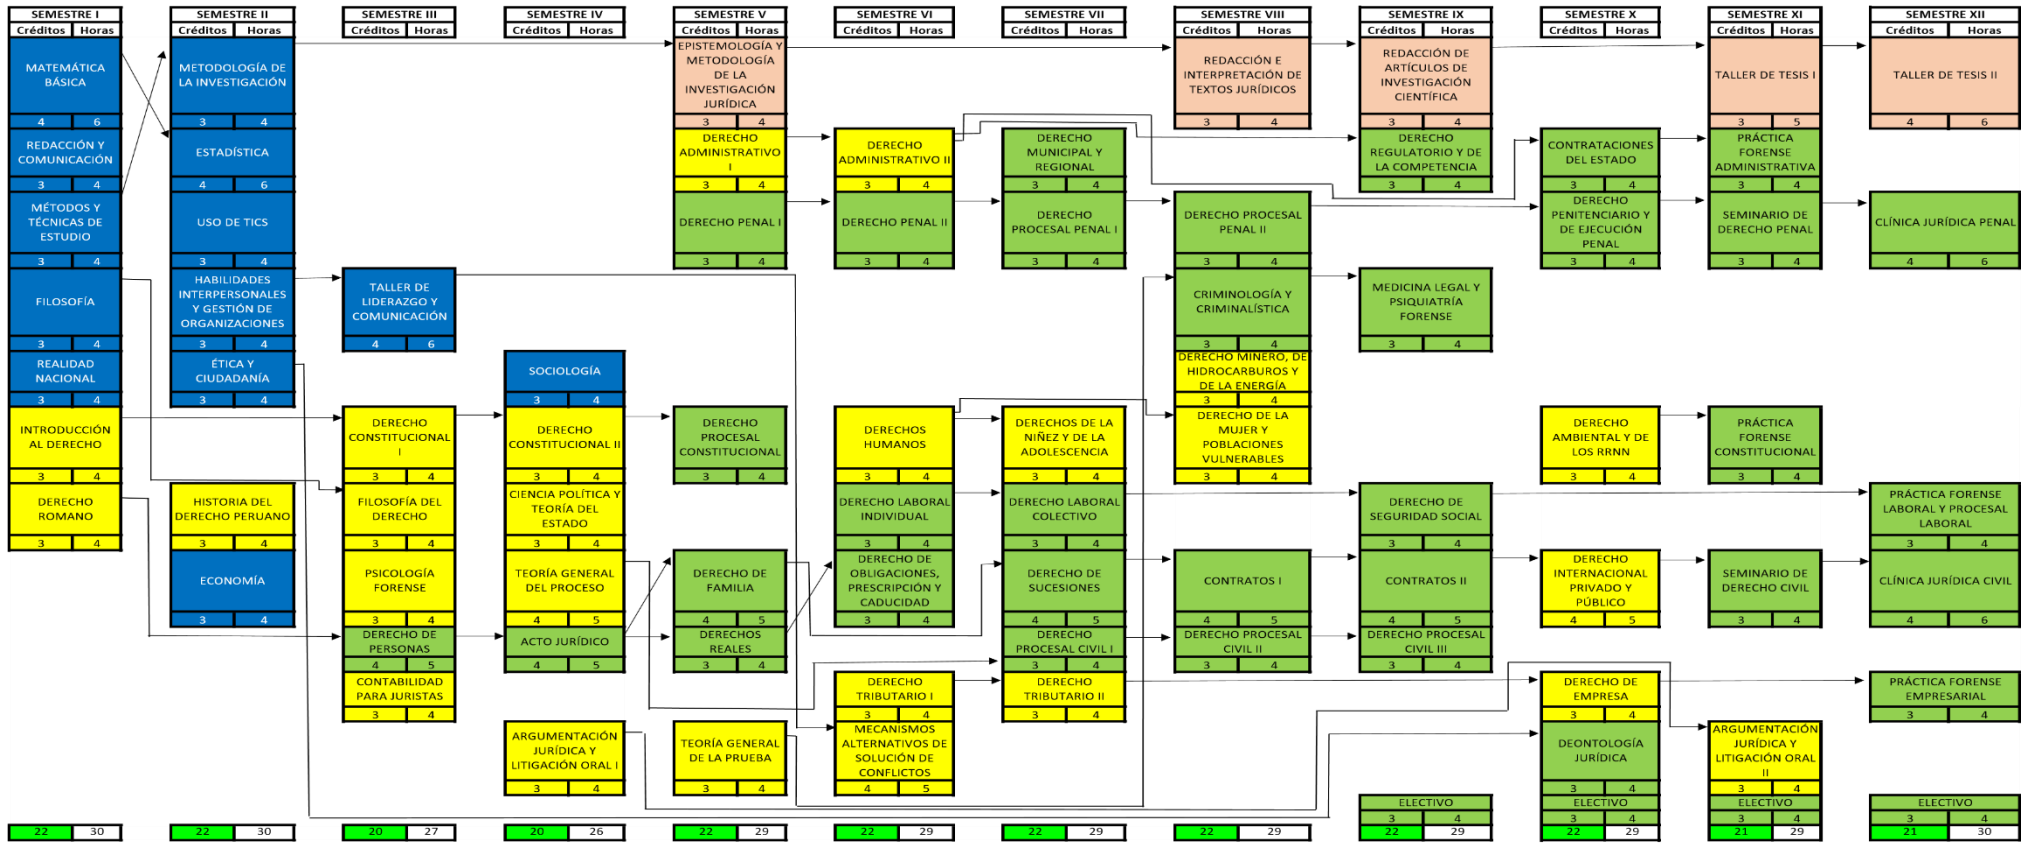 SEMESTRE I
Créditos Horas
MATEMÁTICA
BÁSICA
4 6
REDACCIÓN Y
COMUNICACIÓN
3 4
MÉTODOS Y
TÉCNICAS DE
ESTUDIO
3 4
FILOSOFÍA
3 4
REALIDAD
NACIONAL
3 4
INTRODUCCIÓN
AL DERECHO
3 4
DERECHO
ROMANO
3 4
22 30
SEMESTRE II
Créditos Horas
METODOLOGÍA DE
LA INVESTIGACIÓN
3 4
ESTADÍSTICA
4 6
USO DE TICS
3 4
HABILIDADES
INTERPERSONALES
Y GESTIÓN DE
ORGANIZACIONES
3 4
ÉTICA Y
CIUDADANÍA
3 4
HISTORIA DEL
DERECHO PERUANO
3 4
ECONOMÍA
3 4
22 30
SEMESTRE III
Créditos Horas
TALLER DE
LIDERAZGO Y
COMUNICACIÓN
4 6
DERECHO
CONSTITUCIONAL
I
3 4
FILOSOFÍA DEL
DERECHO
3 4
PSICOLOGÍA
FORENSE
3 4
DERECHO DE
PERSONAS
4 5
CONTABILIDAD
PARA JURISTAS
3 4
20 27
SEMESTRE IV
Créditos Horas
SOCIOLOGÍA
3 4
DERECHO
CONSTITUCIONAL II
3 4
CIENCIA POLÍTICA Y
TEORÍA DEL
ESTADO
3 4
TEORÍA GENERAL
DEL PROCESO
4 5
ACTO JURÍDICO
4 5
ARGUMENTACIÓN
JURÍDICA Y
LITIGACIÓN ORAL I
3 4
20 26
SEMESTRE V
Créditos Horas
EPISTEMOLOGÍA Y
METODOLOGÍA
DE LA
INVESTIGACIÓN
JURÍDICA
3 4
DERECHO
ADMINISTRATIVO
I
3 4
DERECHO PENAL I
3 4
DERECHO
PROCESAL
CONSTITUCIONAL
3 4
DERECHO DE
FAMILIA
4 5
DERECHOS
REALES
3 4
TEORÍA GENERAL
DE LA PRUEBA
3 4
22 29
SEMESTRE VI
Créditos Horas
DERECHO
ADMINISTRATIVO II
3 4
DERECHO PENAL II
3 4
DERECHOS
HUMANOS
3 4
DERECHO LABORAL
INDIVIDUAL
3 4
DERECHO DE
OBLIGACIONES,
PRESCRIPCIÓN Y
CADUCIDAD
3 4
DERECHO
TRIBUTARIO I
3 4
MECANISMOS
ALTERNATIVOS DE
SOLUCIÓN DE
CONFLICTOS
4 5
22 29
SEMESTRE VII
Créditos Horas
DERECHO
MUNICIPAL Y
REGIONAL
3 4
DERECHO
PROCESAL PENAL I
3 4
DERECHOS DE LA
NIÑEZ Y DE LA
ADOLESCENCIA
3 4
DERECHO LABORAL
COLECTIVO
3 4
DERECHO DE
SUCESIONES
4 5
DERECHO
PROCESAL CIVIL I
3 4
DERECHO
TRIBUTARIO II
3 4
22 29
SEMESTRE VIII
Créditos Horas
REDACCIÓN E
INTERPRETACIÓN DE
TEXTOS JURÍDICOS
3 4
DERECHO PROCESAL
PENAL II
3 4
CRIMINOLOGÍA Y
CRIMINALÍSTICA
3 4
DERECHO MINERO, DE
HIDROCARBUROS Y
DE LA ENERGÍA
3 4
DERECHO DE LA
MUJER Y
POBLACIONES
VULNERABLES
3 4
CONTRATOS I
4 5
DERECHO PROCESAL
CIVIL II
3 4
22 29
SEMESTRE IX
Créditos Horas
REDACCIÓN DE
ARTÍCULOS DE
INVESTIGACIÓN
CIENTÍFICA
3 4
DERECHO
REGULATORIO Y DE
LA COMPETENCIA
3 4
MEDICINA LEGAL Y
PSIQUIATRÍA
FORENSE
3 4
DERECHO DE
SEGURIDAD SOCIAL
3 4
CONTRATOS II
4 5
DERECHO PROCESAL
CIVIL III
3 4
ELECTIVO
3 4
22 29
SEMESTRE X
Créditos Horas
CONTRATACIONES
DEL ESTADO
3 4
DERECHO
PENITENCIARIO Y
DE EJECUCIÓN
PENAL
3 4
DERECHO
AMBIENTAL Y DE
LOS RRNN
3 4
DERECHO
INTERNACIONAL
PRIVADO Y
PÚBLICO
4 5
DERECHO DE
EMPRESA
3 4
DEONTOLOGÍA
JURÍDICA
3 4
ELECTIVO
3 4
22 29
SEMESTRE XI
Créditos Horas
TALLER DE TESIS I
3 5
PRÁCTICA
FORENSE
ADMINISTRATIVA
3 4
SEMINARIO DE
DERECHO PENAL
3 4
PRÁCTICA
FORENSE
CONSTITUCIONAL
3 4
SEMINARIO DE
DERECHO CIVIL
3 4
ARGUMENTACIÓN
JURÍDICA Y
LITIGACIÓN ORAL
II
3 4
ELECTIVO
3 4
21 29
SEMESTRE XII
Créditos Horas
TALLER DE TESIS II
4 6
CLÍNICA JURÍDICA PENAL
4 6
PRÁCTICA FORENSE
LABORAL Y PROCESAL
LABORAL
3 4
CLÍNICA JURÍDICA CIVIL
4 6
PRÁCTICA FORENSE
EMPRESARIAL
3 4
ELECTIVO
3 4
21 30